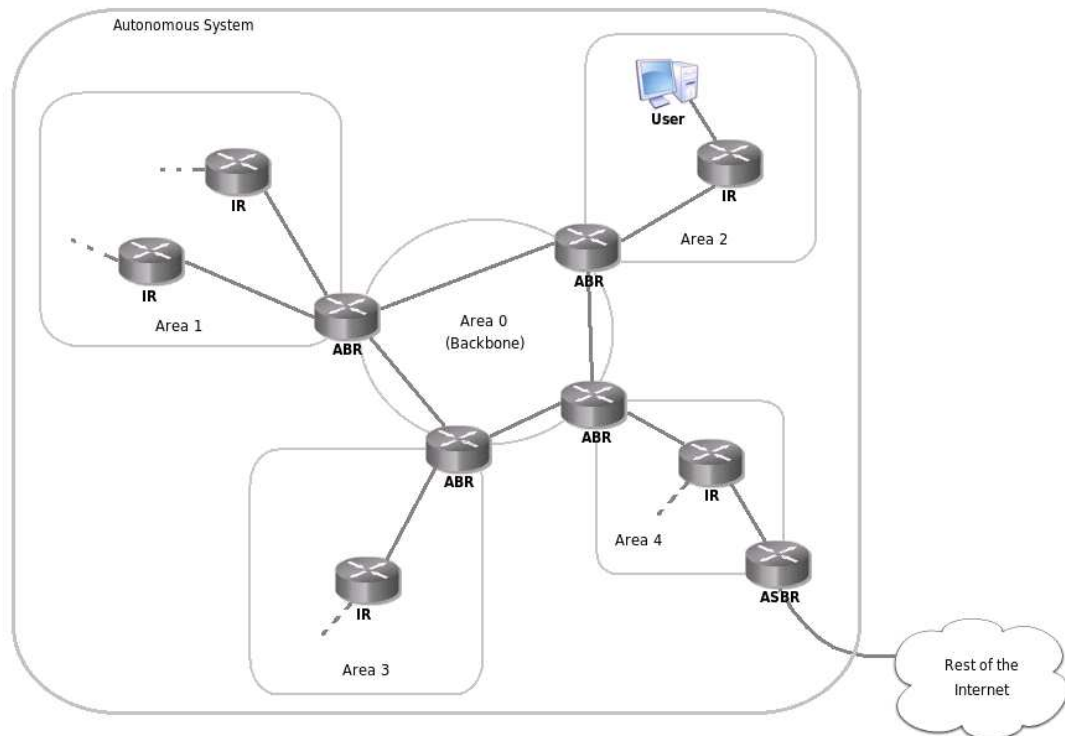 Autonomous System
User
IR
Area 2
IR
IR
Area 1
ABR
ABR
Area 0
(Backbone)
ABR
ABR
IR
Area 3
IR
Area 4
ASBR
Rest of the
Internet